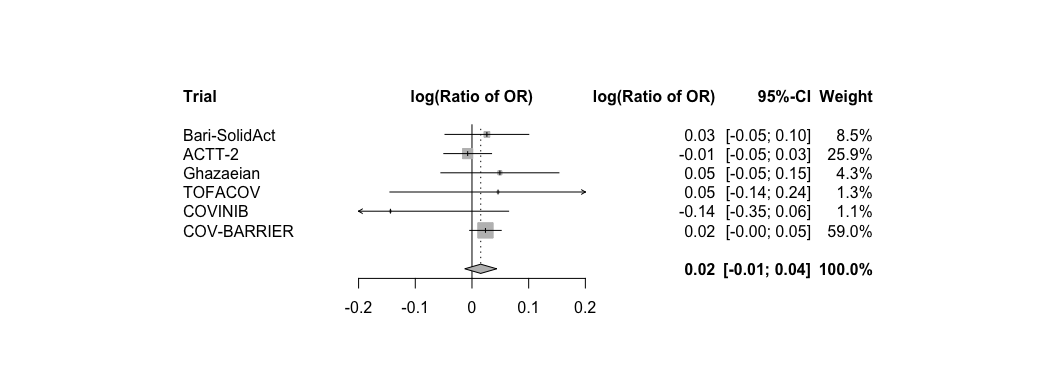 Trial log(Ratio of OR) log(Ratio of OR) 95%-CI Weight
Bari-SolidAct 0.03 [-0.05; 0.10] 8.5%
ACTT-2 -0.01 [-0.05; 0.03] 25.9%
Ghazaeian 0.05 [-0.05; 0.15] 4.3%
TOFACOV 0.05 [-0.14; 0.24] 1.3%
COVINIB -0.14 [-0.35; 0.06] 1.1%
COV-BARRIER 0.02 [-0.00; 0.05] 59.0%
0.02 [-0.01; 0.04] 100.0%
-0.2 -0.1 0 0.1 0.2